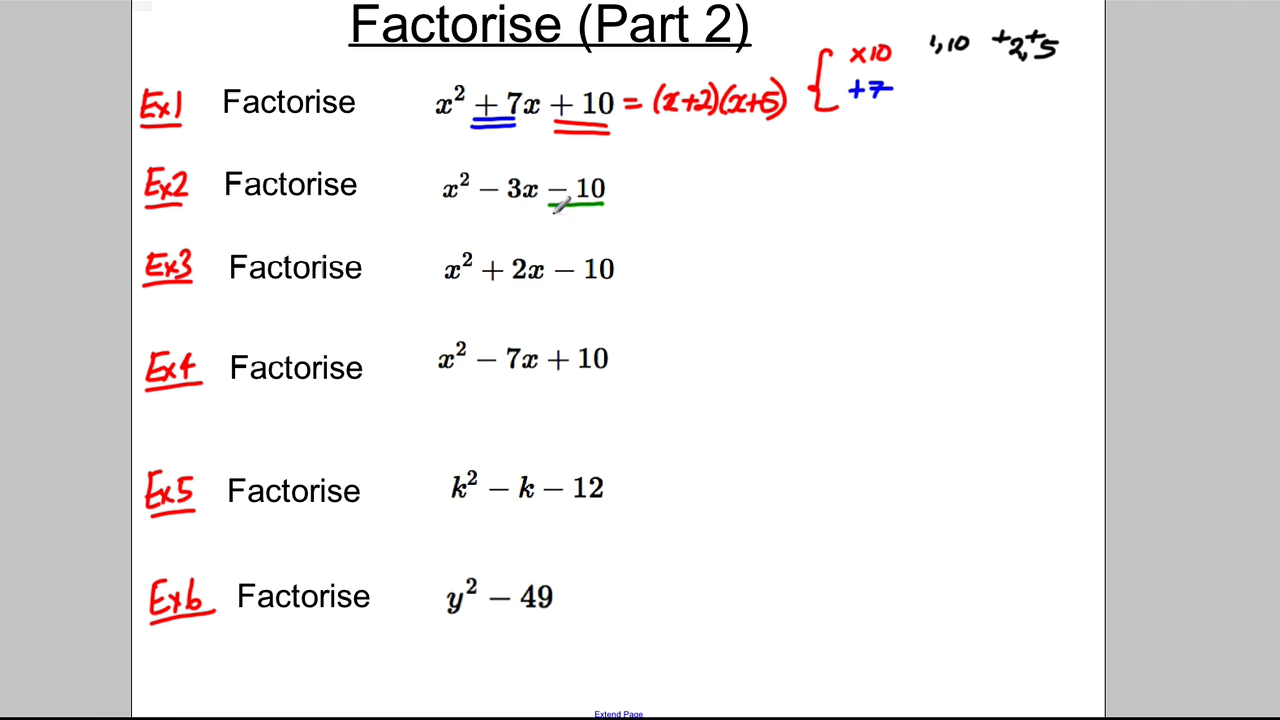 Factorise (Part 2)
Ex1 Factorise x² + 7x + 10 = (x+2)(x+5) { x10 1,10 +2,+5
+7
Ex2 Factorise x² − 3x − 10
Ex3 Factorise x² + 2x − 10
Ex4 Factorise x² − 7x + 10
Ex5 Factorise k² − k − 12
Ex6 Factorise y² − 49
Extend Page